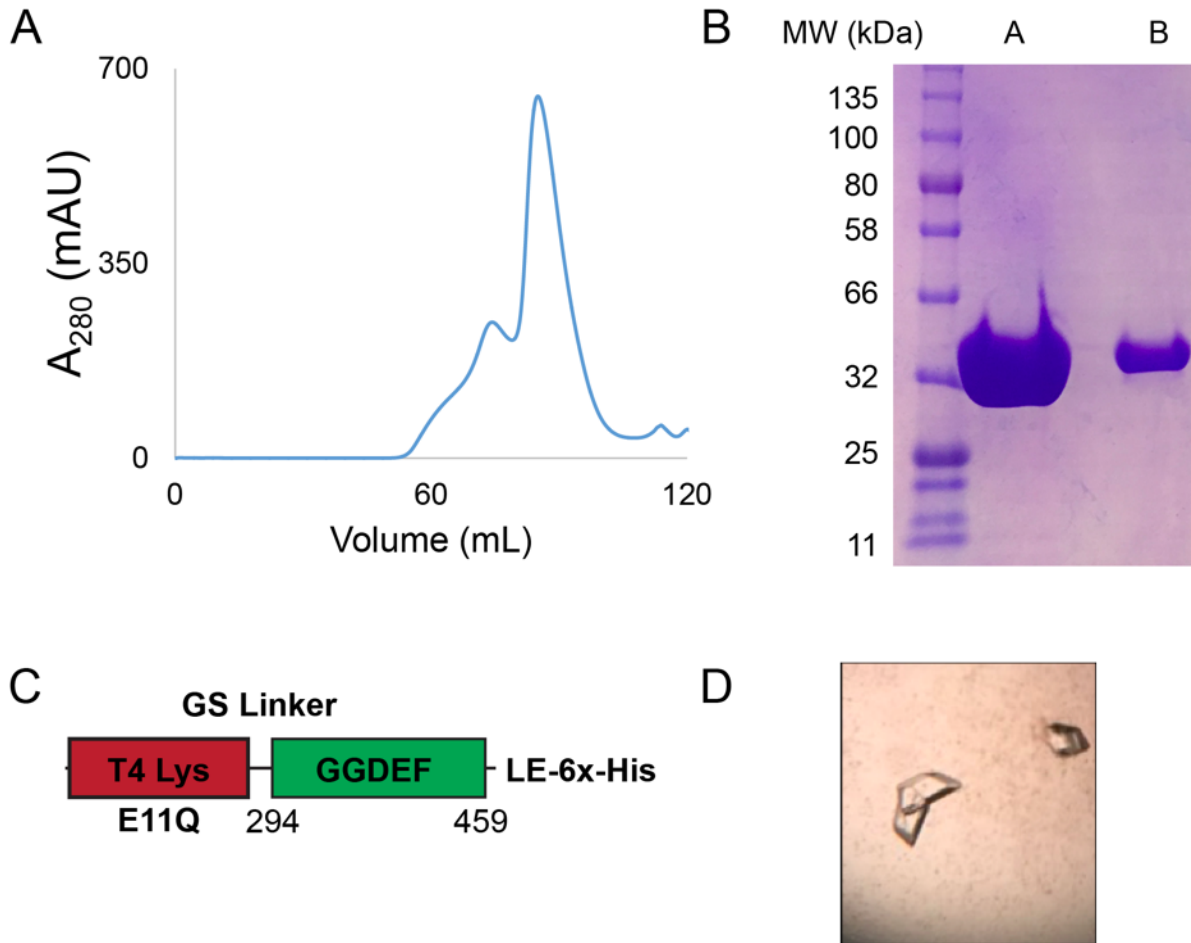 A
700
350
0
A280 (mAU)
0
60
120
Volume (mL)
B
MW (kDa)
A
B
135
100
80
58
66
32
25
11
C
GS Linker
T4 Lys
GGDEF
LE-6x-His
E11Q
294
459
D